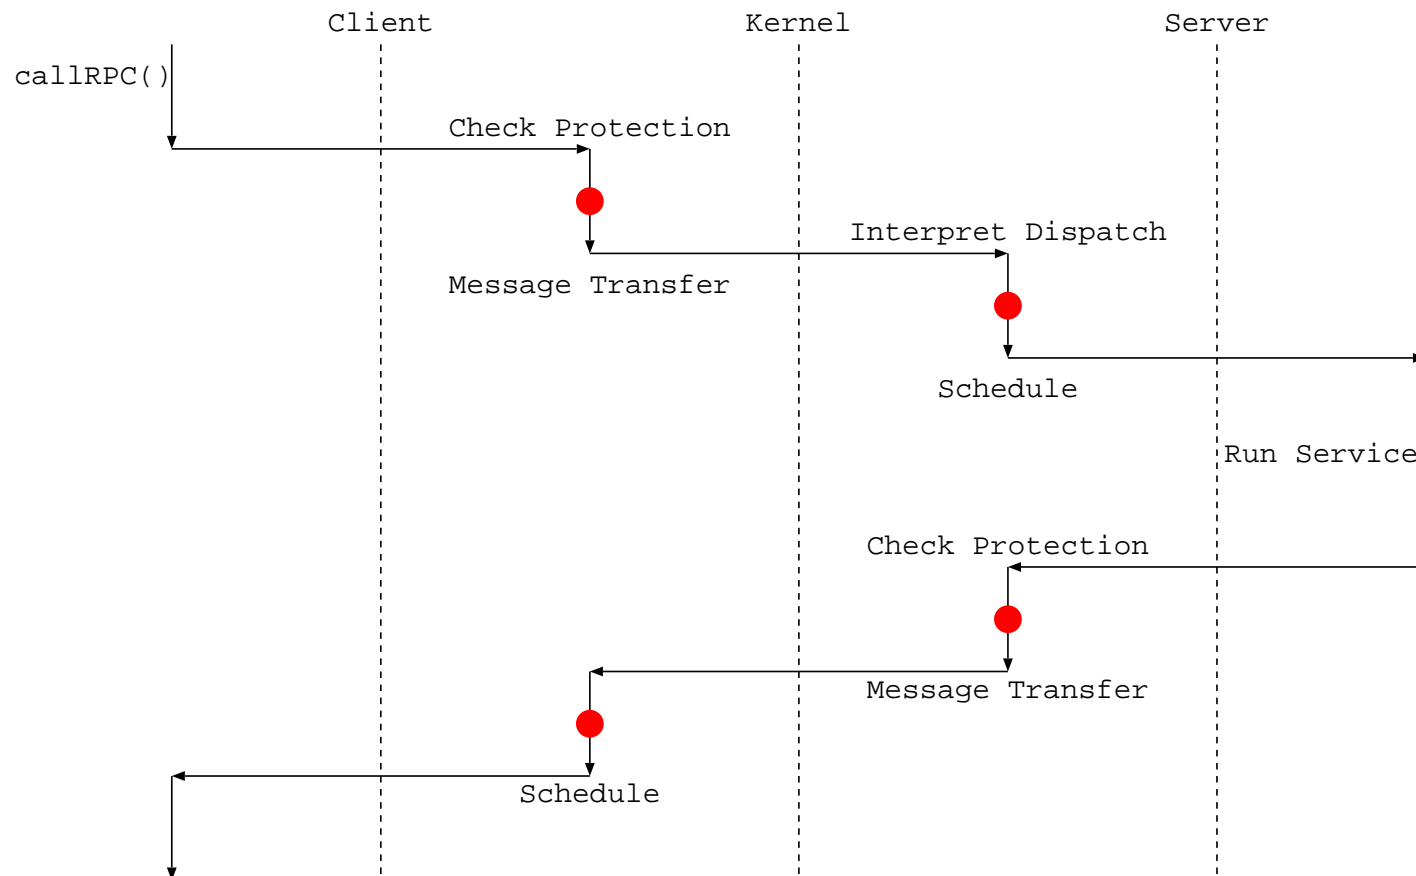 Client Kernel Server
callRPC()
Check Protection
Interpret Dispatch
Message Transfer
Schedule
Run Service
Check Protection
Message Transfer
Schedule